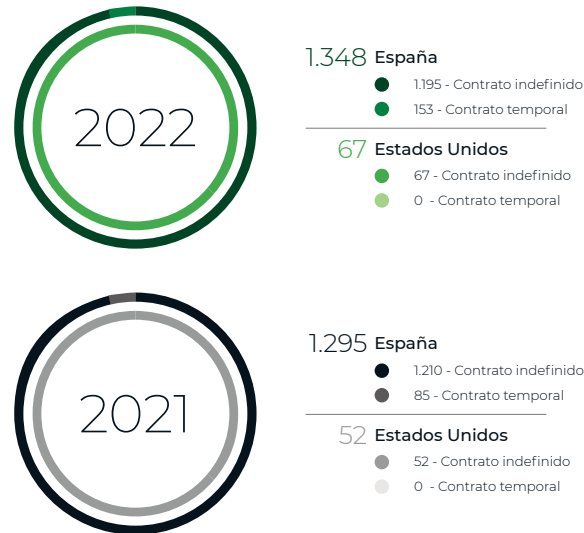 2022
1.348 España
1.195 - Contrato indefinido
153 - Contrato temporal
67 Estados Unidos
67 - Contrato indefinido
0 - Contrato temporal
2021
1.295 España
1.210 - Contrato indefinido
85 - Contrato temporal
52 Estados Unidos
52 - Contrato indefinido
0 - Contrato temporal